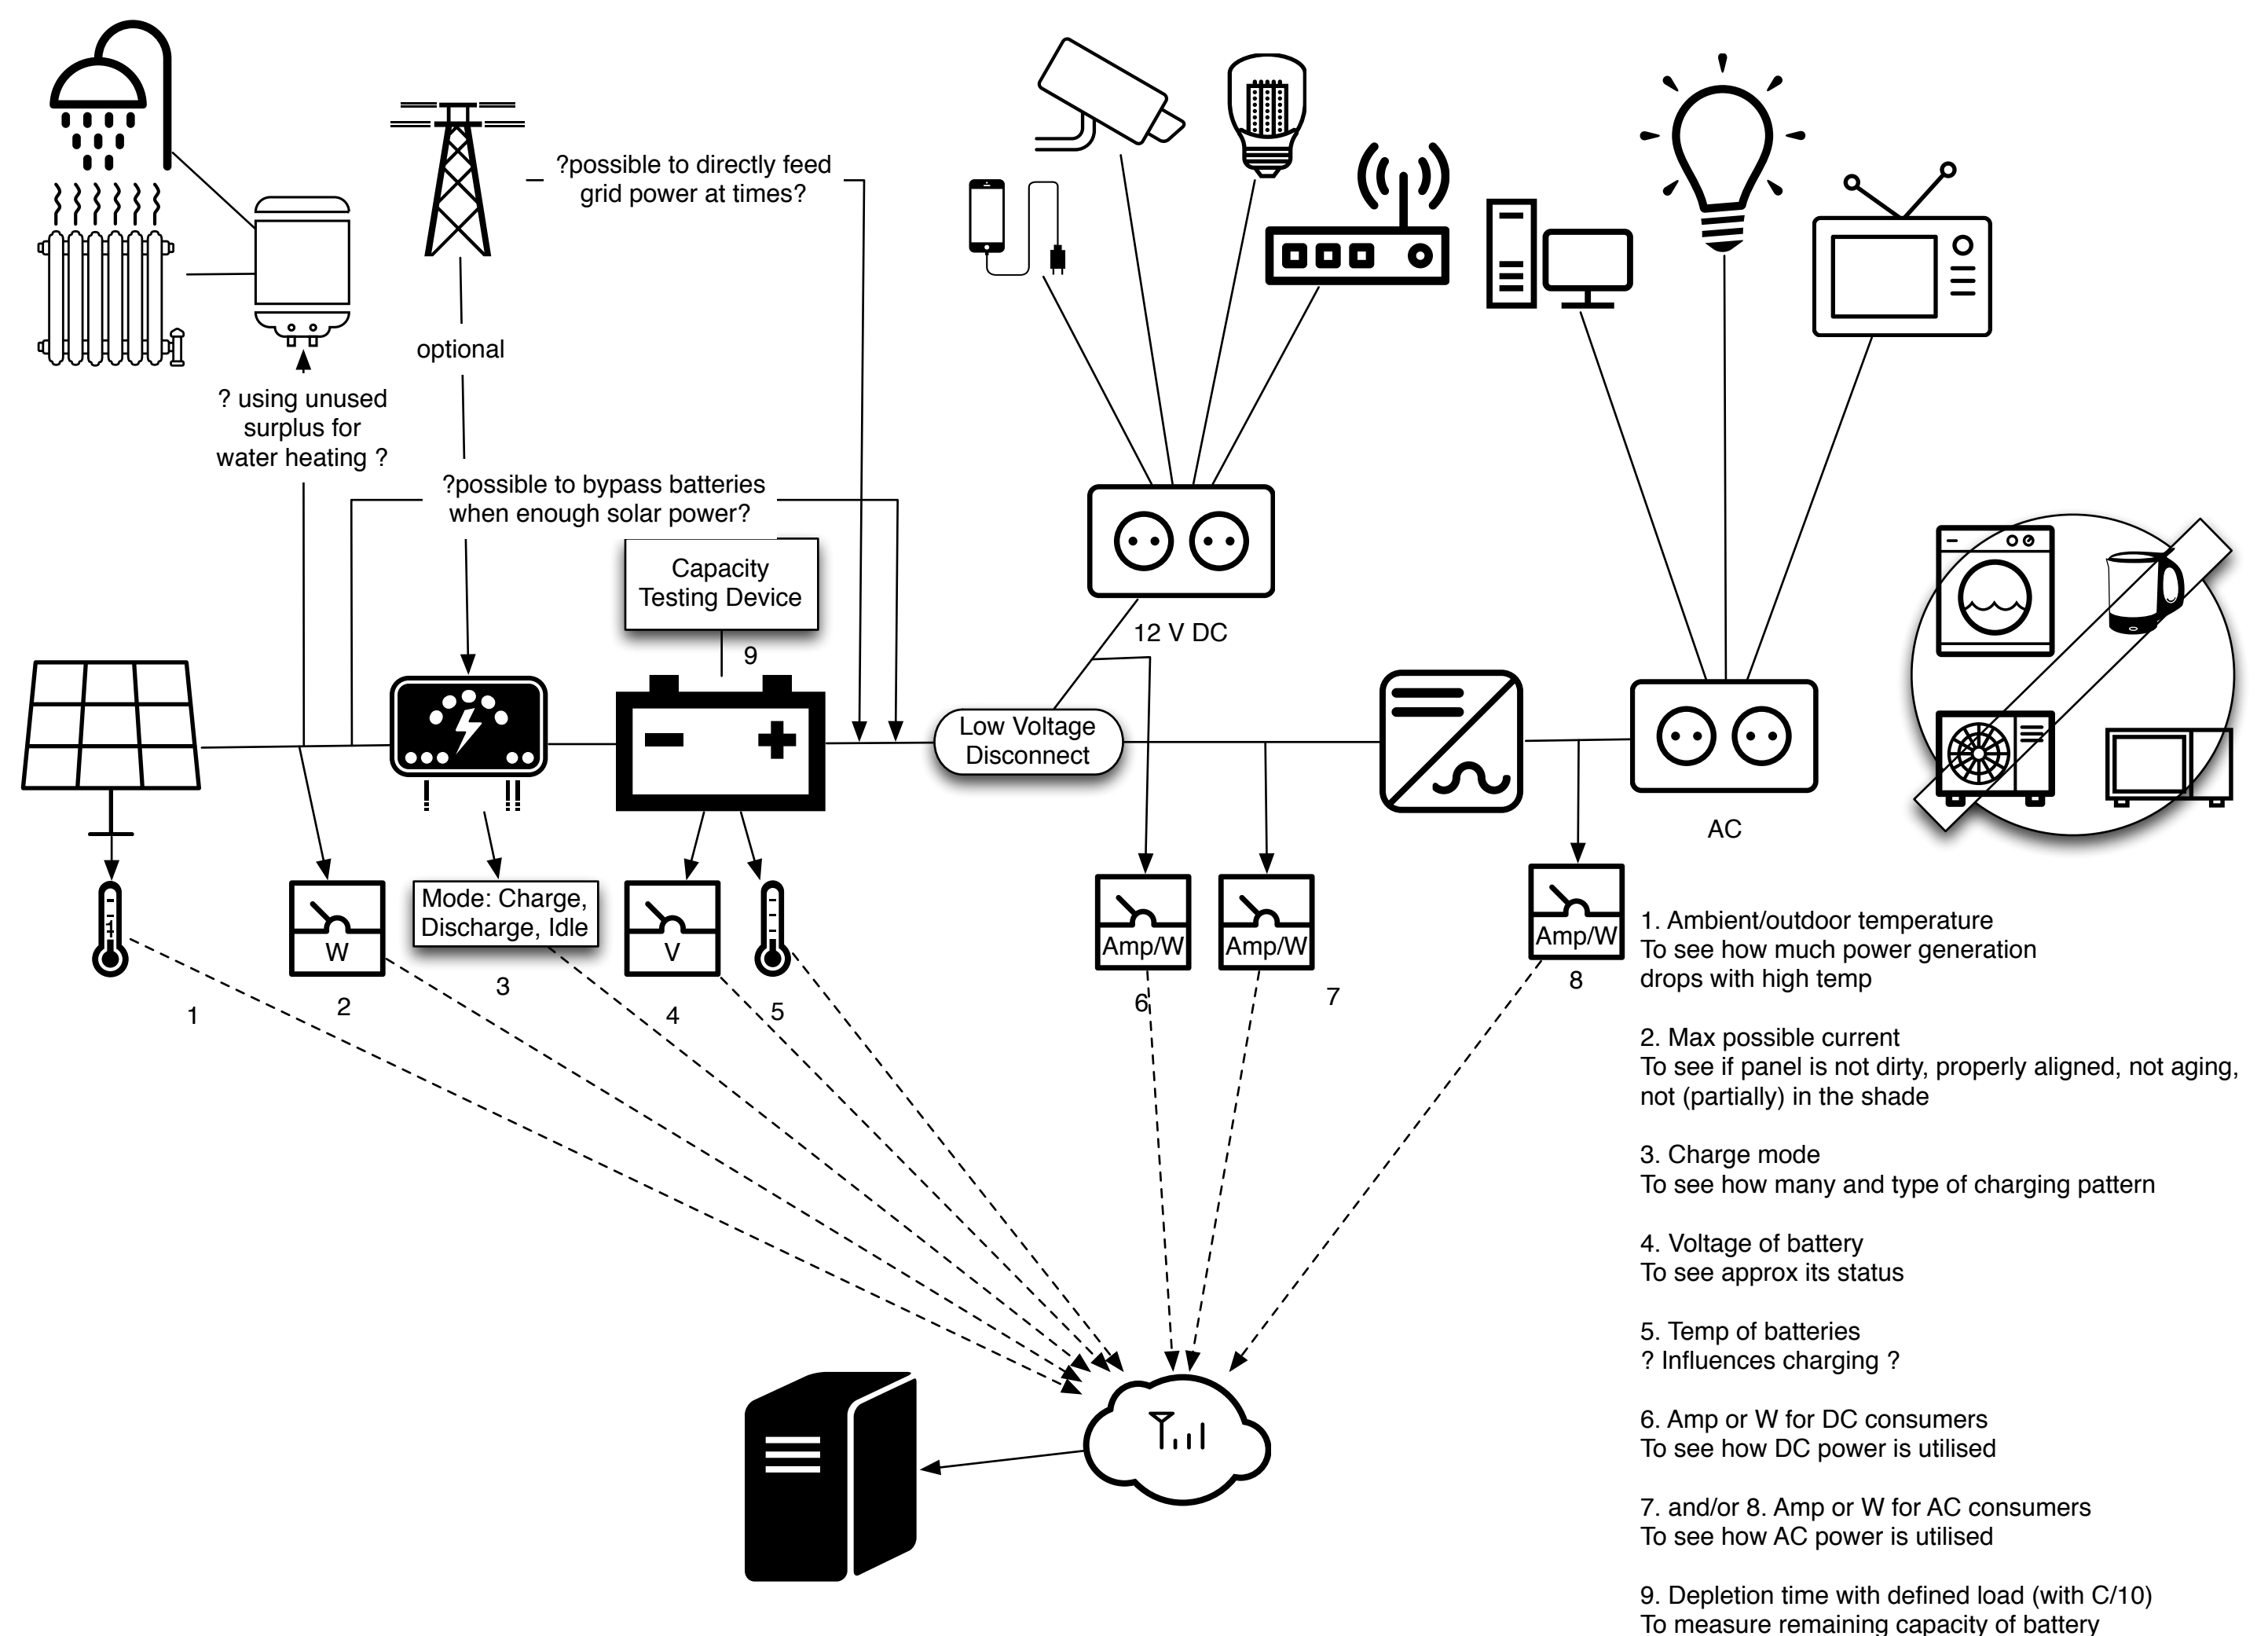 ?possible to directly feed
grid power at times?
optional
? using unused
surplus for
water heating ?
?possible to bypass batteries
when enough solar power?
Capacity
Testing Device
9
12 V DC
Low Voltage
Disconnect
AC
Mode: Charge,
Discharge, Idle
W
V
Amp/W
Amp/W
Amp/W
1
2
3
4
5
6
7
8
1. Ambient/outdoor temperature
To see how much power generation
drops with high temp
2. Max possible current
To see if panel is not dirty, properly aligned, not aging,
not (partially) in the shade
3. Charge mode
To see how many and type of charging pattern
4. Voltage of battery
To see approx its status
5. Temp of batteries
? Influences charging ?
6. Amp or W for DC consumers
To see how DC power is utilised
7. and/or 8. Amp or W for AC consumers
To see how AC power is utilised
9. Depletion time with defined load (with C/10)
To measure remaining capacity of battery